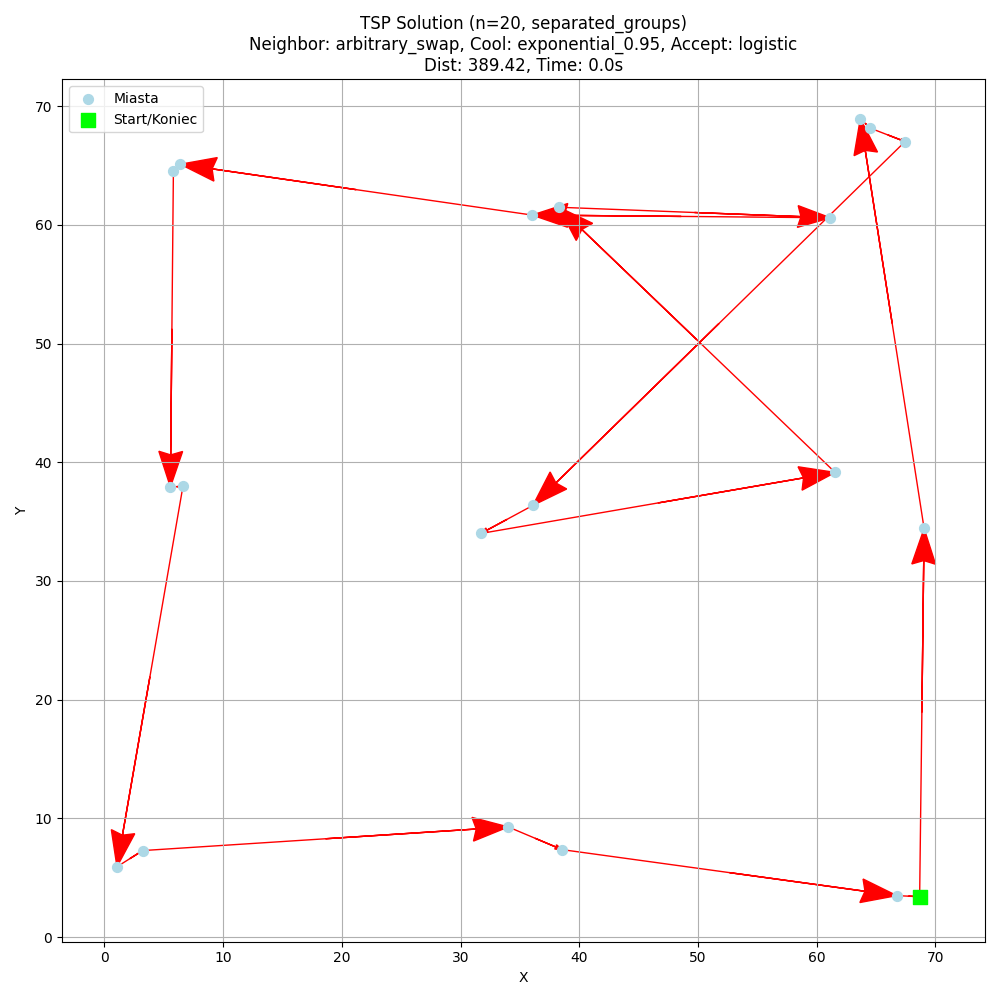 TSP Solution (n=20, separated_groups)
Neighbor: arbitrary_swap, Cool: exponential_0.95, Accept: logistic
Dist: 389.42, Time: 0.0s
Miasta
Start/Koniec
70
60
50
40
30
20
10
0
Y
0 10 20 30 40 50 60 70
X